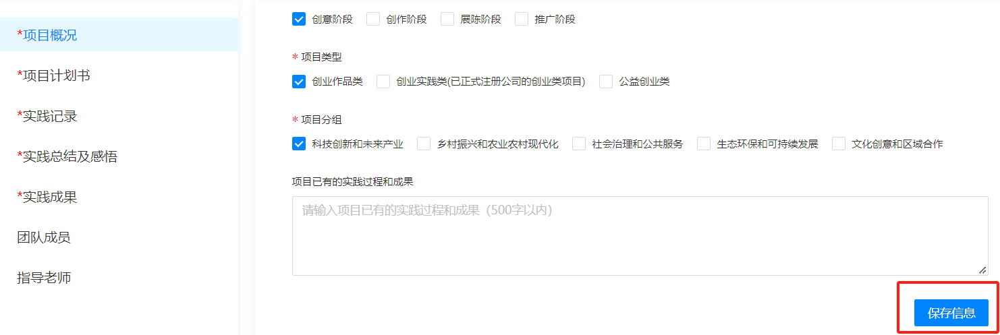 *项目概况
*项目计划书
*实践记录
*实践总结及感悟
*实践成果
团队成员
指导老师
创意阶段 创作阶段 展陈阶段 推广阶段
* 项目类型
创业作品类 创业实践类(已正式注册公司的创业类项目) 公益创业类
* 项目分组
科技创新和未来产业 乡村振兴和农业农村现代化 社会治理和公共服务 生态环保和可持续发展 文化创意和区域合作
项目已有的实践过程和成果
请输入项目已有的实践过程和成果（500字以内）
保存信息